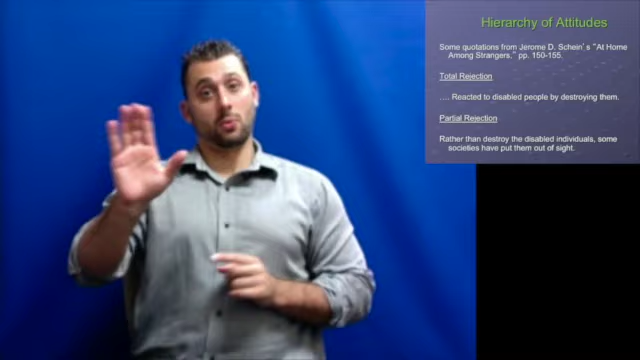 Hierarchy of Attitudes
Some quotations from Jerome D. Schein's "At Home
Among Strangers," pp. 150-155.
Total Rejection
.... Reacted to disabled people by destroying them.
Partial Rejection
Rather than destroy the disabled individuals, some
societies have put them out of sight.